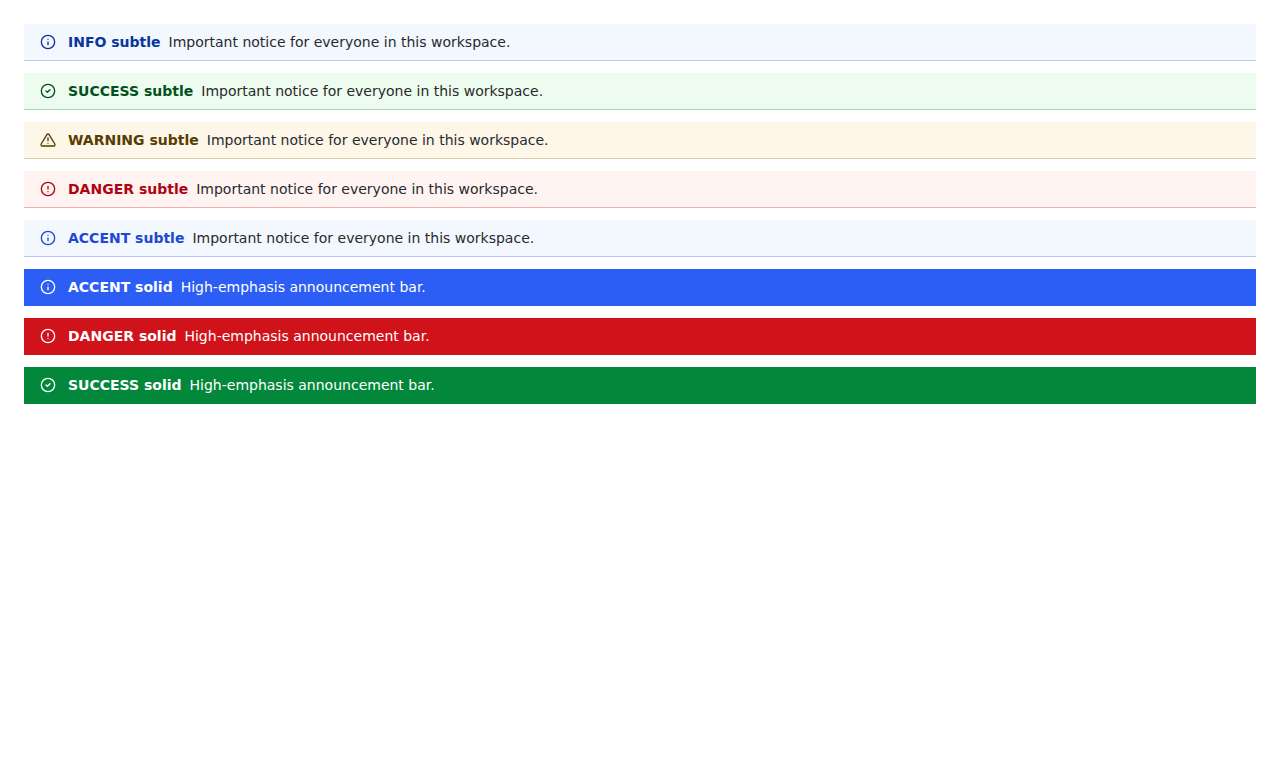 INFO subtle Important notice for everyone in this workspace.
SUCCESS subtle Important notice for everyone in this workspace.
WARNING subtle Important notice for everyone in this workspace.
DANGER subtle Important notice for everyone in this workspace.
ACCENT subtle Important notice for everyone in this workspace.
ACCENT solid High-emphasis announcement bar.
DANGER solid High-emphasis announcement bar.
SUCCESS solid High-emphasis announcement bar.